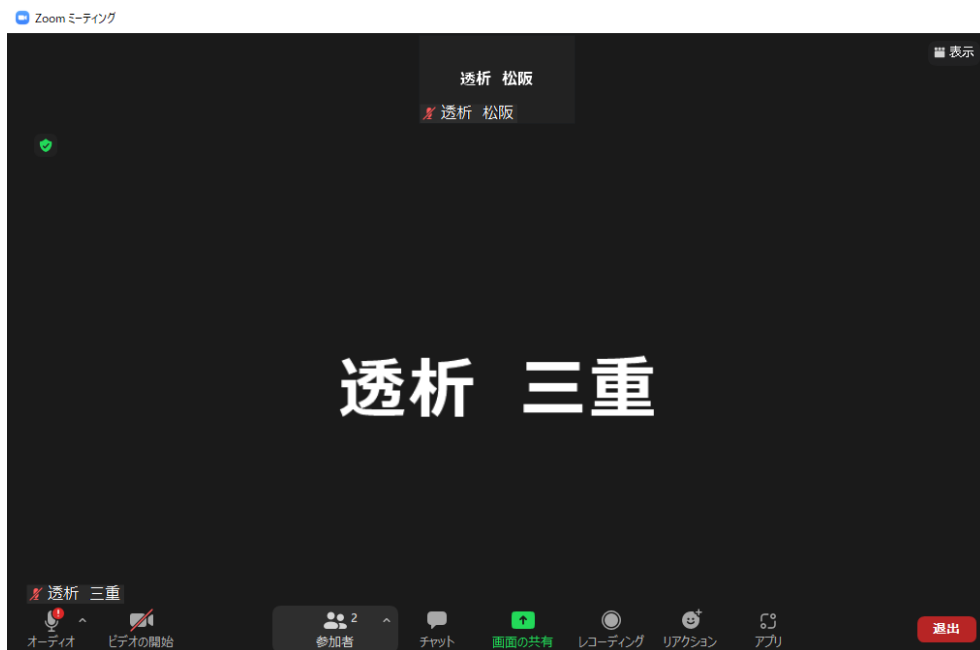 Zoom ミーティング
表示
透析　松阪
透析　松阪
透析　三重
透析　三重
オーディオ
ビデオの開始
2
参加者
チャット
画面の共有
レコーディング
リアクション
アプリ
退出